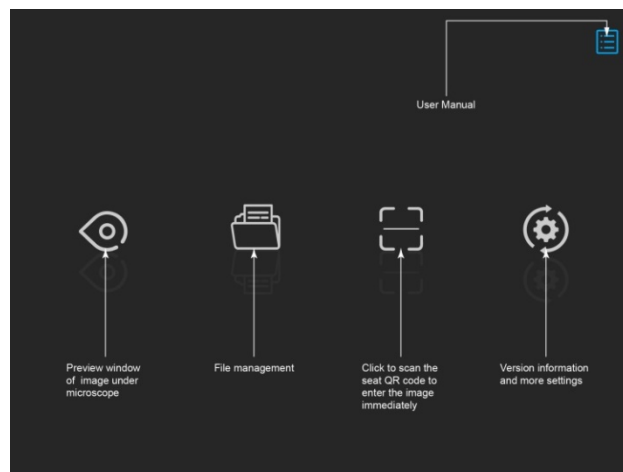 User Manual
Preview window
of image under
microscope
File management
Click to scan the
seat QR code to
enter the image
immediately
Version information
and more settings